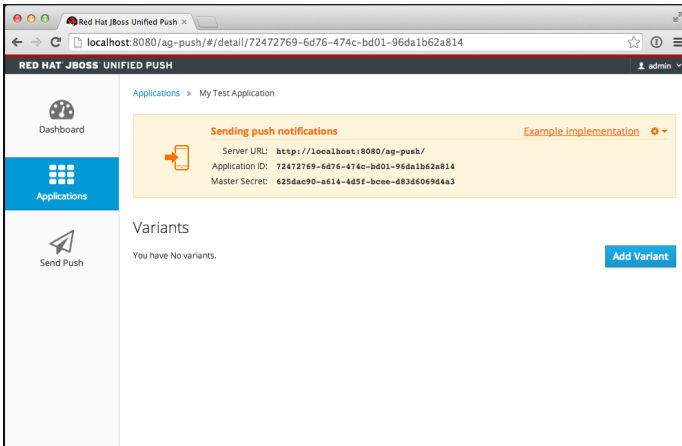 Red Hat JBoss Unified Push
localhost:8080/ag-push/#/detail/72472769-6d76-474c-bd01-96da1b62a814
RED HAT JBOSS UNIFIED PUSH
admin
Applications » My Test Application
Dashboard
Sending push notifications
Example implementation
Server URL: http://localhost:8080/ag-push/
Application ID: 72472769-6d76-474c-bd01-96da1b62a814
Master Secret: 625dac90-a614-4d5f-bcee-d83d6069d4a3
Applications
Variants
You have No variants.
Add Variant
Send Push